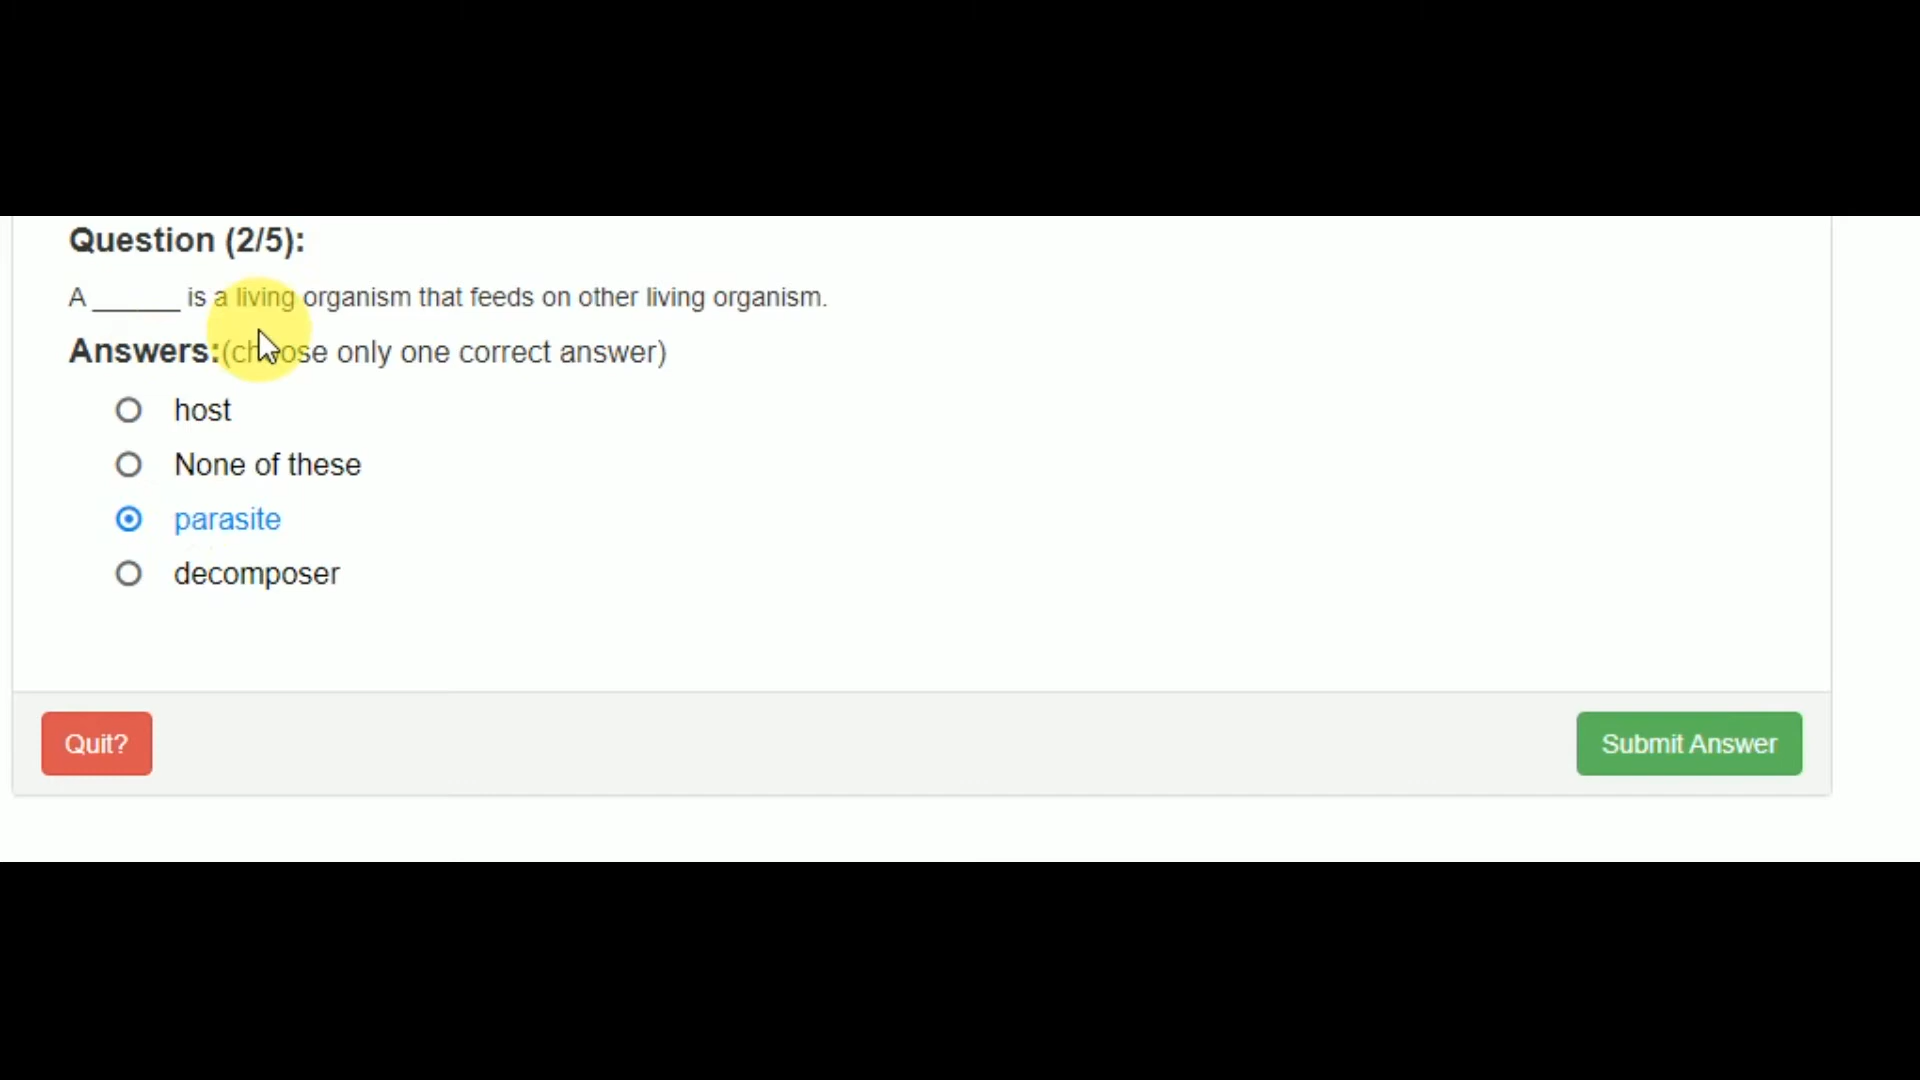 Question (2/5):
A ______ is a living organism that feeds on other living organism.
Answers:(choose only one correct answer)
host
None of these
parasite
decomposer
Quit?
Submit Answer